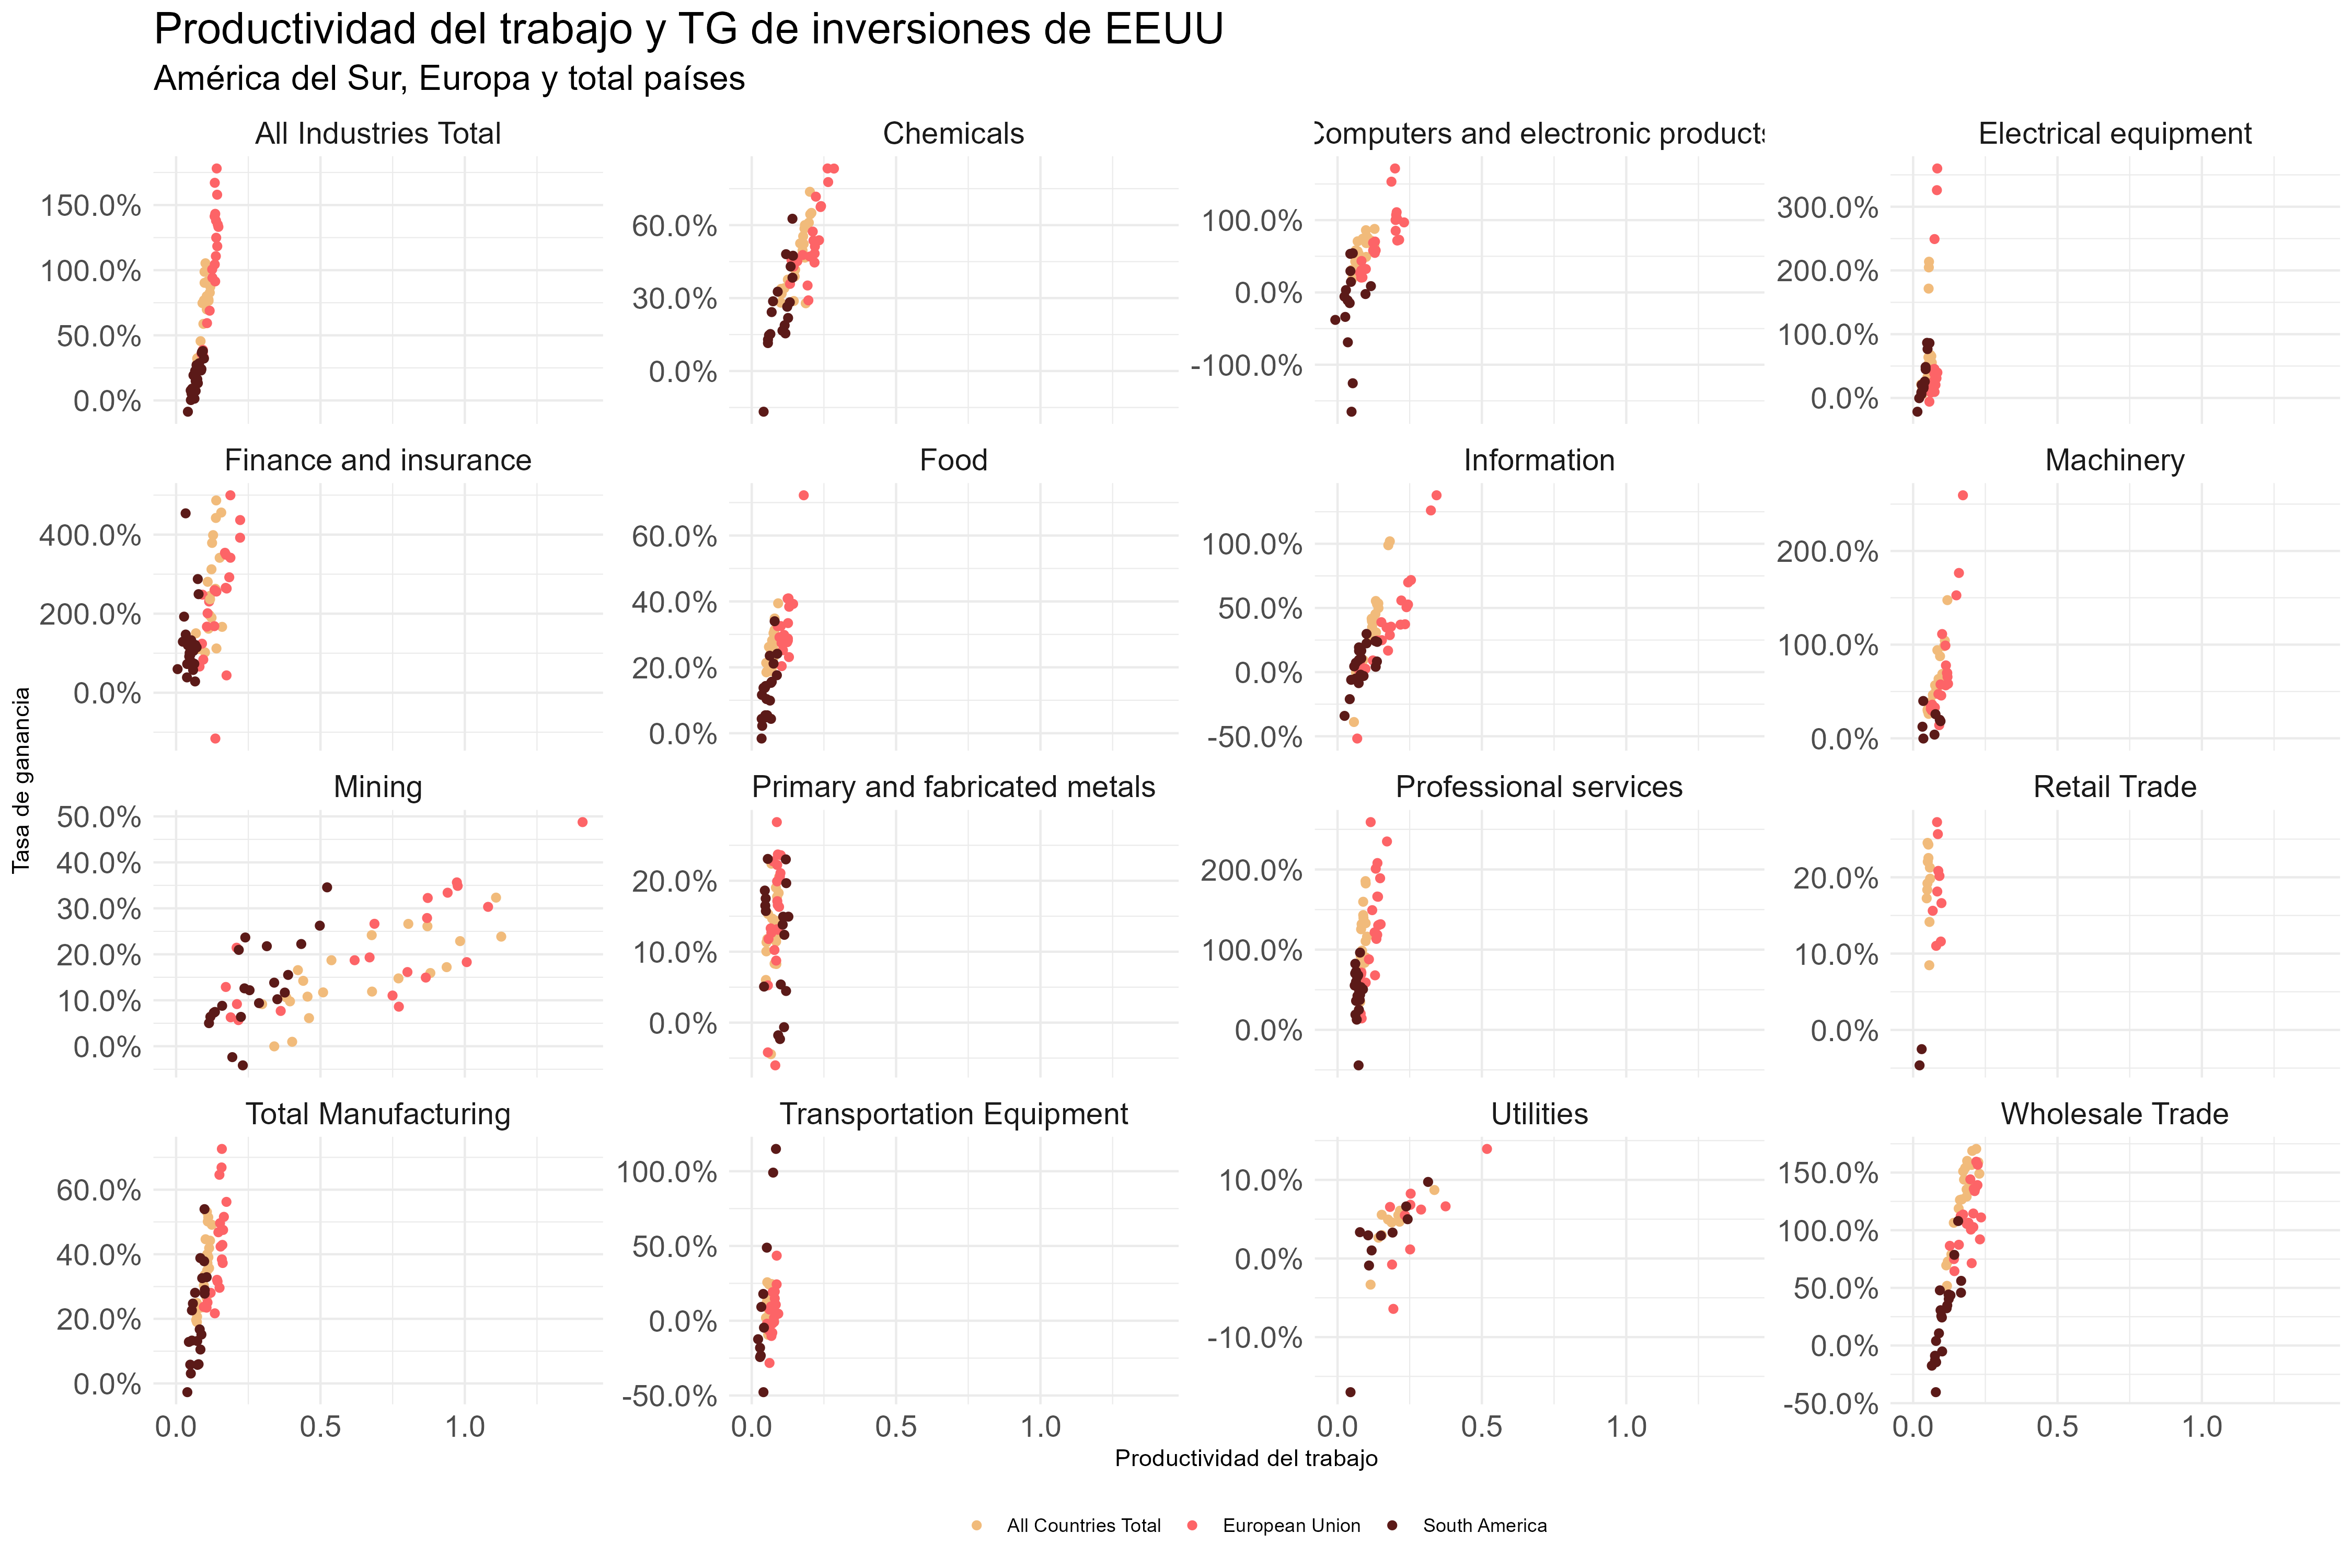 Productividad del trabajo y TG de inversiones de EEUU
América del Sur, Europa y total países
All Industries Total
Chemicals
Computers and electronic products
Electrical equipment
150.0%
100.0%
50.0%
0.0%
60.0%
30.0%
0.0%
100.0%
0.0%
-100.0%
300.0%
200.0%
100.0%
0.0%
Finance and insurance
Food
Information
Machinery
400.0%
200.0%
0.0%
60.0%
40.0%
20.0%
0.0%
100.0%
50.0%
0.0%
-50.0%
200.0%
100.0%
0.0%
Tasa de ganancia
Mining
Primary and fabricated metals
Professional services
Retail Trade
50.0%
40.0%
30.0%
20.0%
10.0%
0.0%
20.0%
10.0%
0.0%
200.0%
100.0%
0.0%
20.0%
10.0%
0.0%
Total Manufacturing
Transportation Equipment
Utilities
Wholesale Trade
60.0%
40.0%
20.0%
0.0%
100.0%
50.0%
0.0%
-50.0%
10.0%
0.0%
-10.0%
150.0%
100.0%
50.0%
0.0%
-50.0%
0.0 0.5 1.0
0.0 0.5 1.0
0.0 0.5 1.0
0.0 0.5 1.0
Productividad del trabajo
All Countries Total
European Union
South America